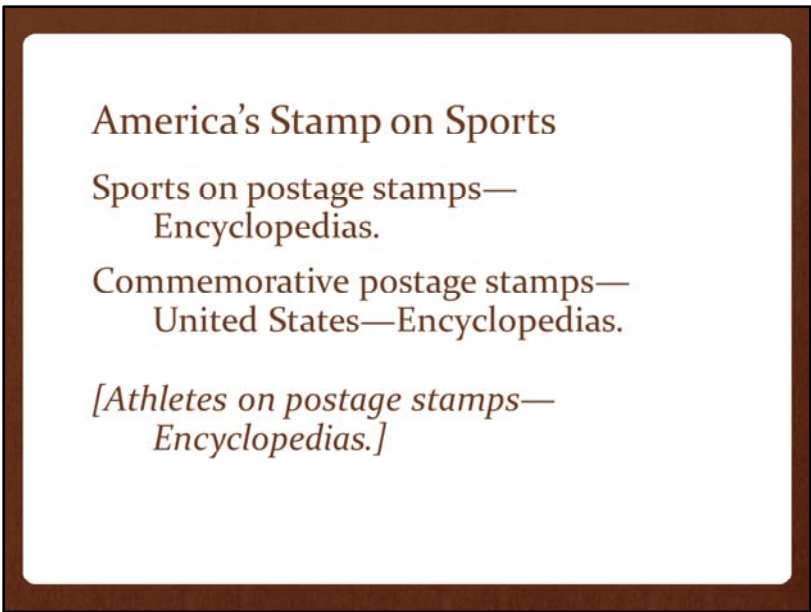 America’s Stamp on Sports
Sports on postage stamps—
Encyclopedias.
Commemorative postage stamps—
United States—Encyclopedias.
[Athletes on postage stamps—
Encyclopedias.]